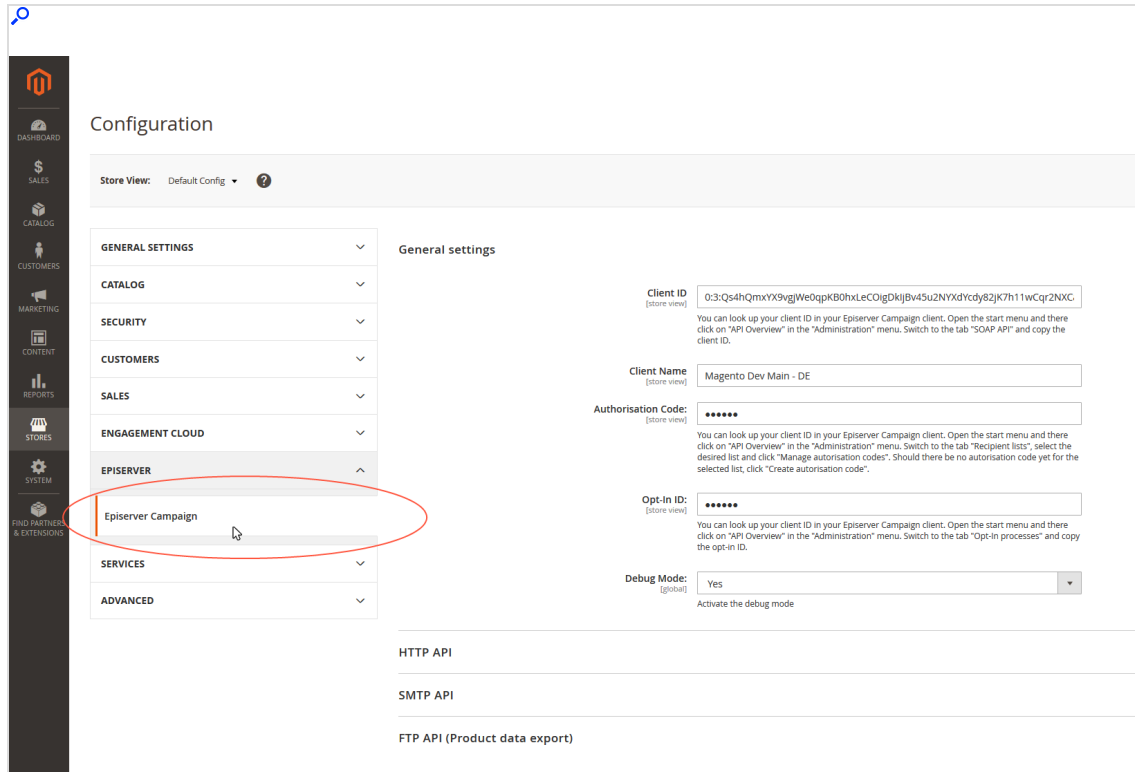 Configuration
DASHBOARD
SALES
CATALOG
CUSTOMERS
MARKETING
CONTENT
REPORTS
STORES
SYSTEM
FIND PARTNERS
& EXTENSIONS
Store View: Default Config
?
GENERAL SETTINGS
CATALOG
SECURITY
CUSTOMERS
SALES
ENGAGEMENT CLOUD
EPISERVER
Episerver Campaign
SERVICES
ADVANCED
General settings
Client ID
[store view]
0:3:Qs4hQmxYX9vgjWe0qpKB0hxLeCOigDkIjBv45u2NYXdYcdy82jK7h11wCqr2NXC
You can look up your client ID in your Episerver Campaign client. Open the start menu and there
click on "API Overview" in the "Administration" menu. Switch to the tab "SOAP API" and copy the
client ID.
Client Name
[store view]
Magento Dev Main - DE
Authorisation Code:
[store view]
••••••
You can look up your client ID in your Episerver Campaign client. Open the start menu and there
click on "API Overview" in the "Administration" menu. Switch to the tab "Recipient lists", select the
desired list and click "Manage autorisation codes". Should there be no autorisation code yet for the
selected list, click "Create autorisation code".
Opt-In ID:
[store view]
••••••
You can look up your client ID in your Episerver Campaign client. Open the start menu and there
click on "API Overview" in the "Administration" menu. Switch to the tab "Opt-In processes" and copy
the opt-in ID.
Debug Mode:
[global]
Yes
Activate the debug mode
HTTP API
SMTP API
FTP API (Product data export)